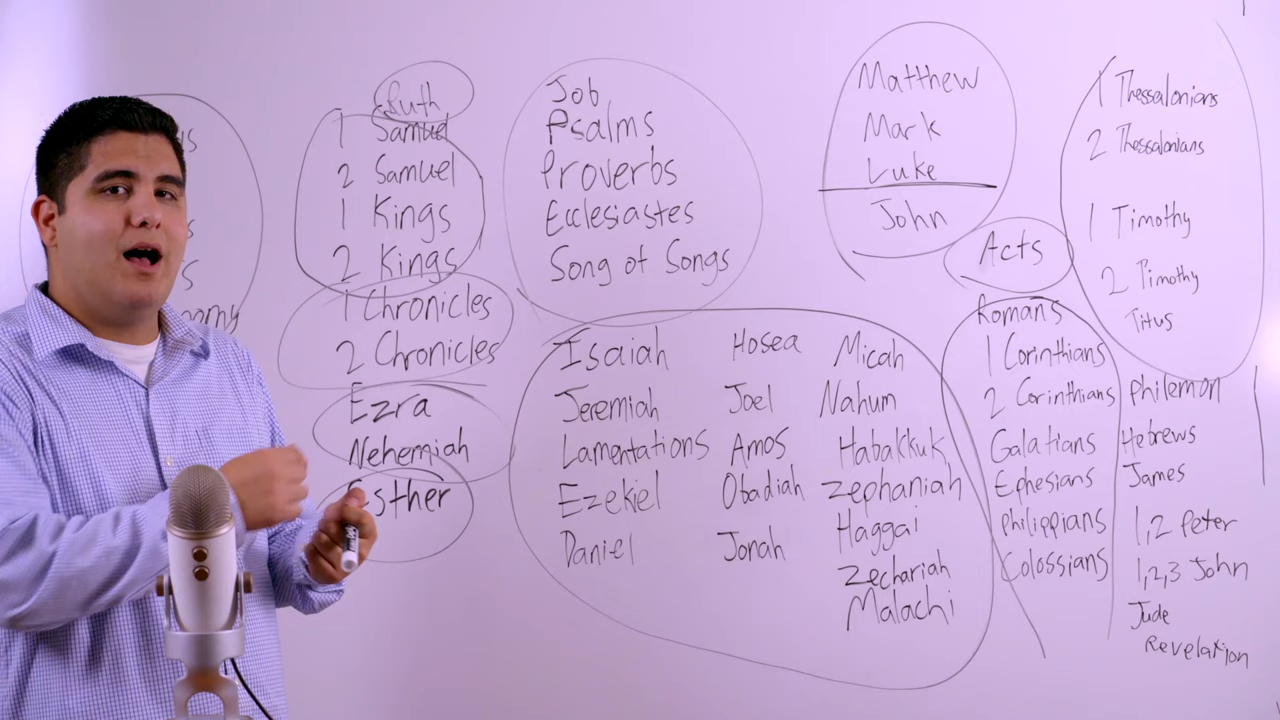 Ruth
1 Samuel
2 Samuel
1 Kings
2 Kings
1 Chronicles
2 Chronicles
Ezra
Nehemiah
Esther
Job
Psalms
Proverbs
Ecclesiastes
Song of Songs
Isaiah
Jeremiah
Lamentations
Ezekiel
Daniel
Hosea
Joel
Amos
Obadiah
Jonah
Micah
Nahum
Habakkuk
Zephaniah
Haggai
Zechariah
Malachi
Matthew
Mark
Luke
John
Acts
Romans
1 Corinthians
2 Corinthians
Galatians
Ephesians
Philippians
Colossians
1 Thessalonians
2 Thessalonians
1 Timothy
2 Timothy
Titus
Philemon
Hebrews
James
1,2 Peter
1,2,3 John
Jude
Revelation